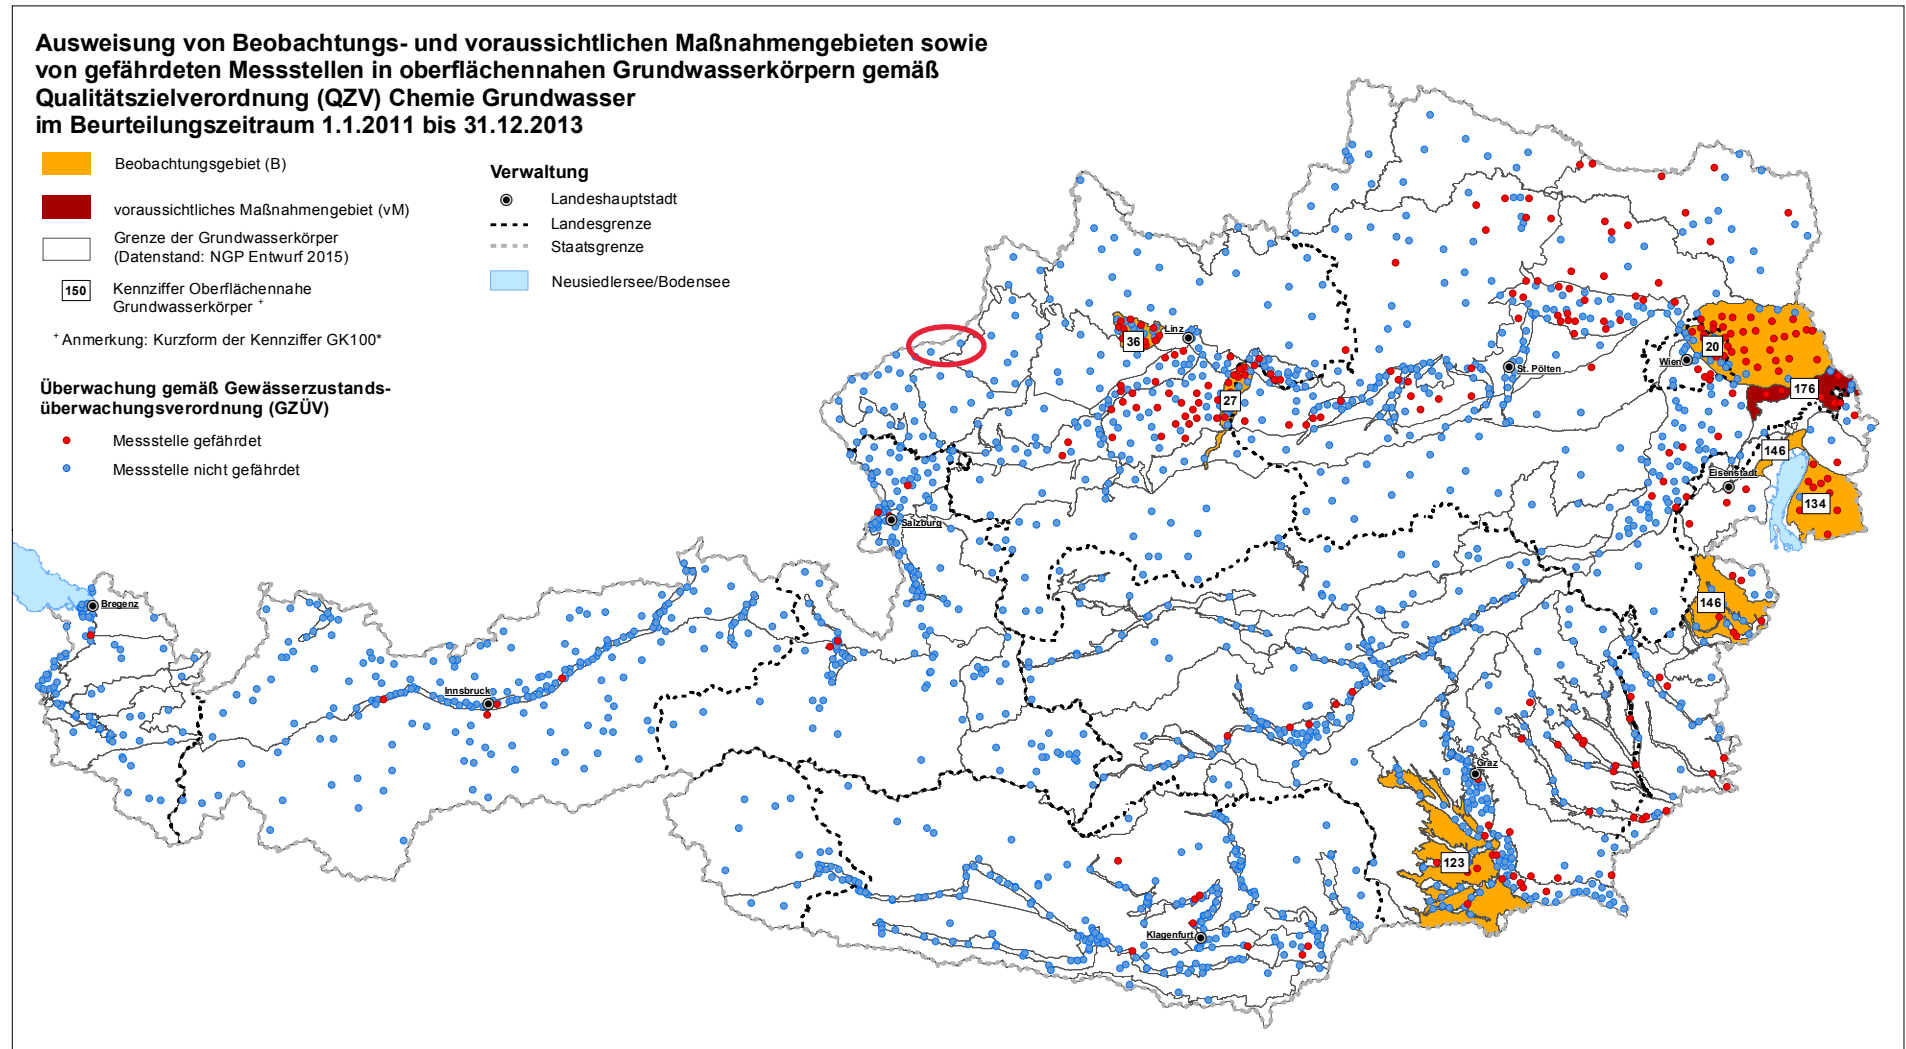 Ausweisung von Beobachtungs- und voraussichtlichen Maßnahmengebieten sowie
von gefährdeten Messstellen in oberflächennahen Grundwasserkörpern gemäß
Qualitätszielverordnung (QZV) Chemie Grundwasser
im Beurteilungszeitraum 1.1.2011 bis 31.12.2013
Beobachtungsgebiet (B)
voraussichtliches Maßnahmengebiet (vM)
Grenze der Grundwasserkörper
(Datenstand: NGP Entwurf 2015)
150 Kennziffer Oberflächennahe
Grundwasserkörper +
+ Anmerkung: Kurzform der Kennziffer GK100*
Verwaltung
Landeshauptstadt
Landesgrenze
Staatsgrenze
Neusiedlersee/Bodensee
Überwachung gemäß Gewässerzustands-
überwachungsverordnung (GZÜV)
Messstelle gefährdet
Messstelle nicht gefährdet
36
Linz
20
Wien
St. Pölten
176
27
146
Eisenstadt
134
Salzburg
146
Bregenz
Innsbruck
Graz
123
Klagenfurt